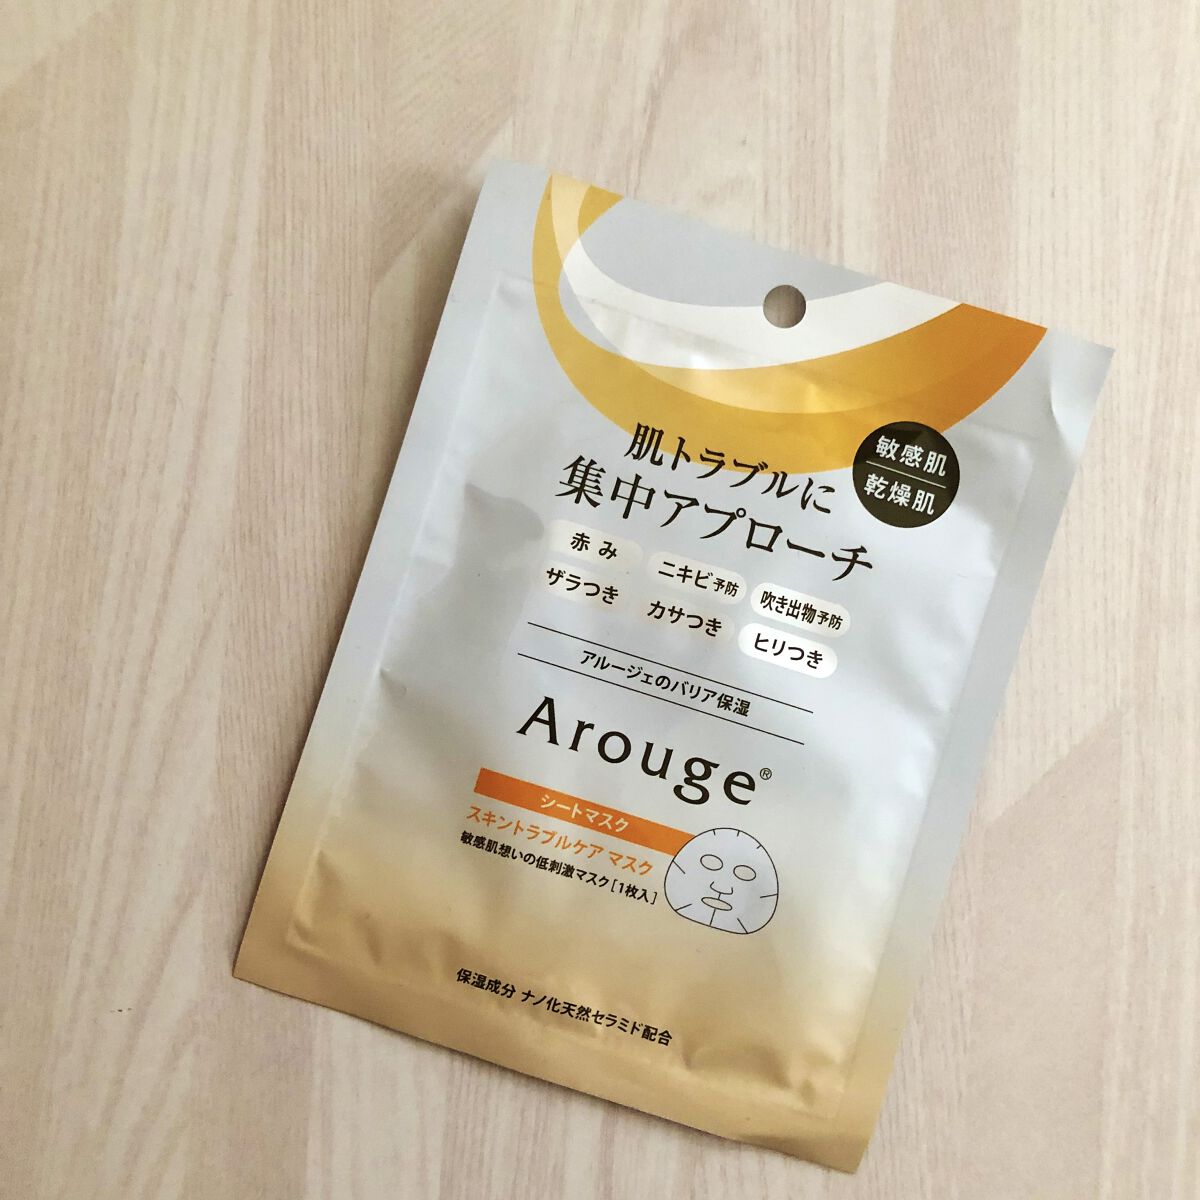 肌トラブルに
集中アプローチ
敏感肌
乾燥肌
赤み
ニキビ予防
吹き出物予防
ザラつき
カサつき
ヒリつき
アルージェのバリア保湿
Arouge®
シートマスク
スキントラブルケア マスク
敏感肌想いの低刺激マスク[1枚入]
保湿成分 ナノ化天然セラミド配合